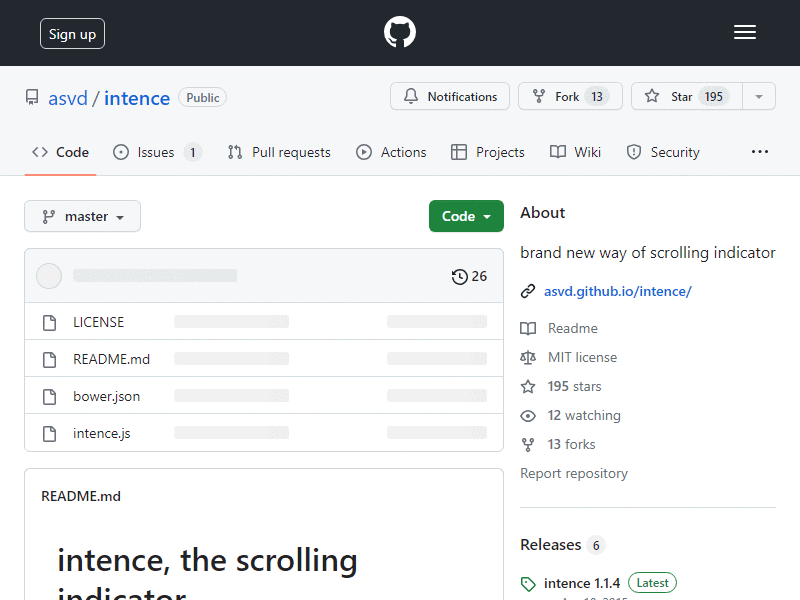 Sign up
asvd / intence Public
Notifications
Fork 13
Star 195
Code
Issues 1
Pull requests
Actions
Projects
Wiki
Security
master
Code
26
LICENSE
README.md
bower.json
intence.js
README.md
intence, the scrolling
indicator
About
brand new way of scrolling indicator
asvd.github.io/intence/
Readme
MIT license
195 stars
12 watching
13 forks
Report repository
Releases 6
intence 1.1.4 Latest